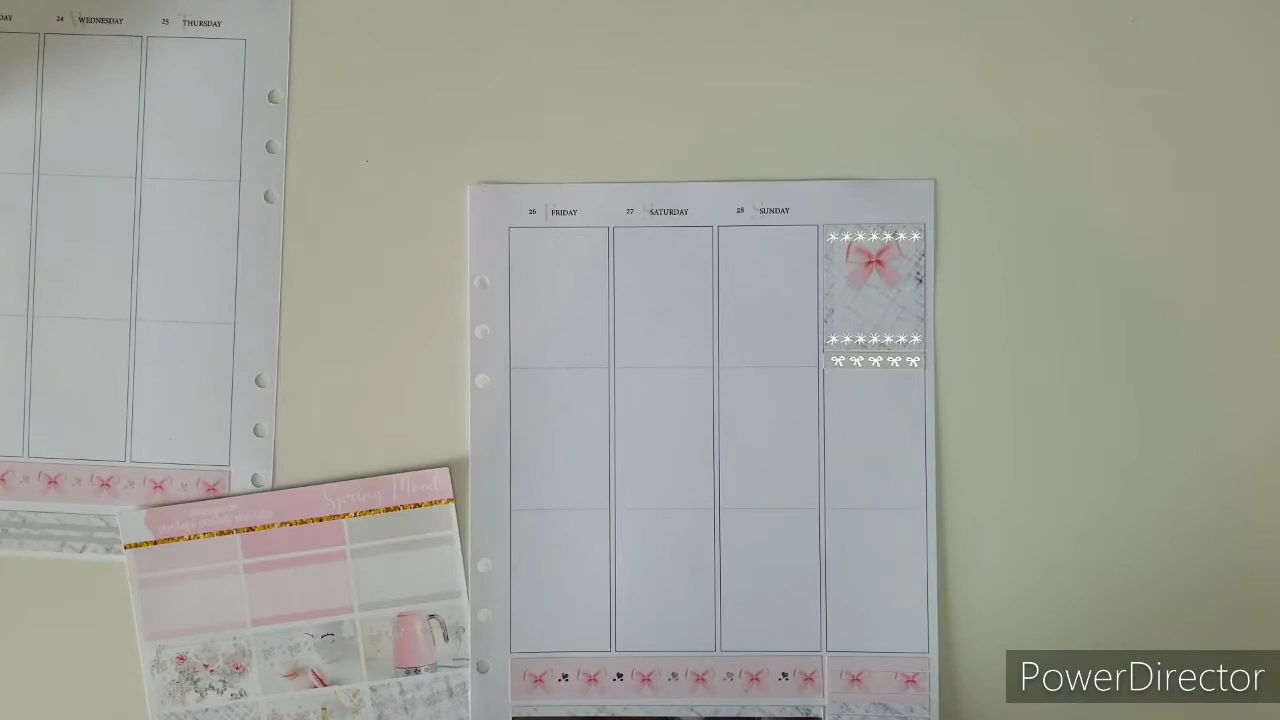 24 WEDNESDAY
25 THURSDAY
26 FRIDAY
27 SATURDAY
28 SUNDAY
Spring Mood
PowerDirector